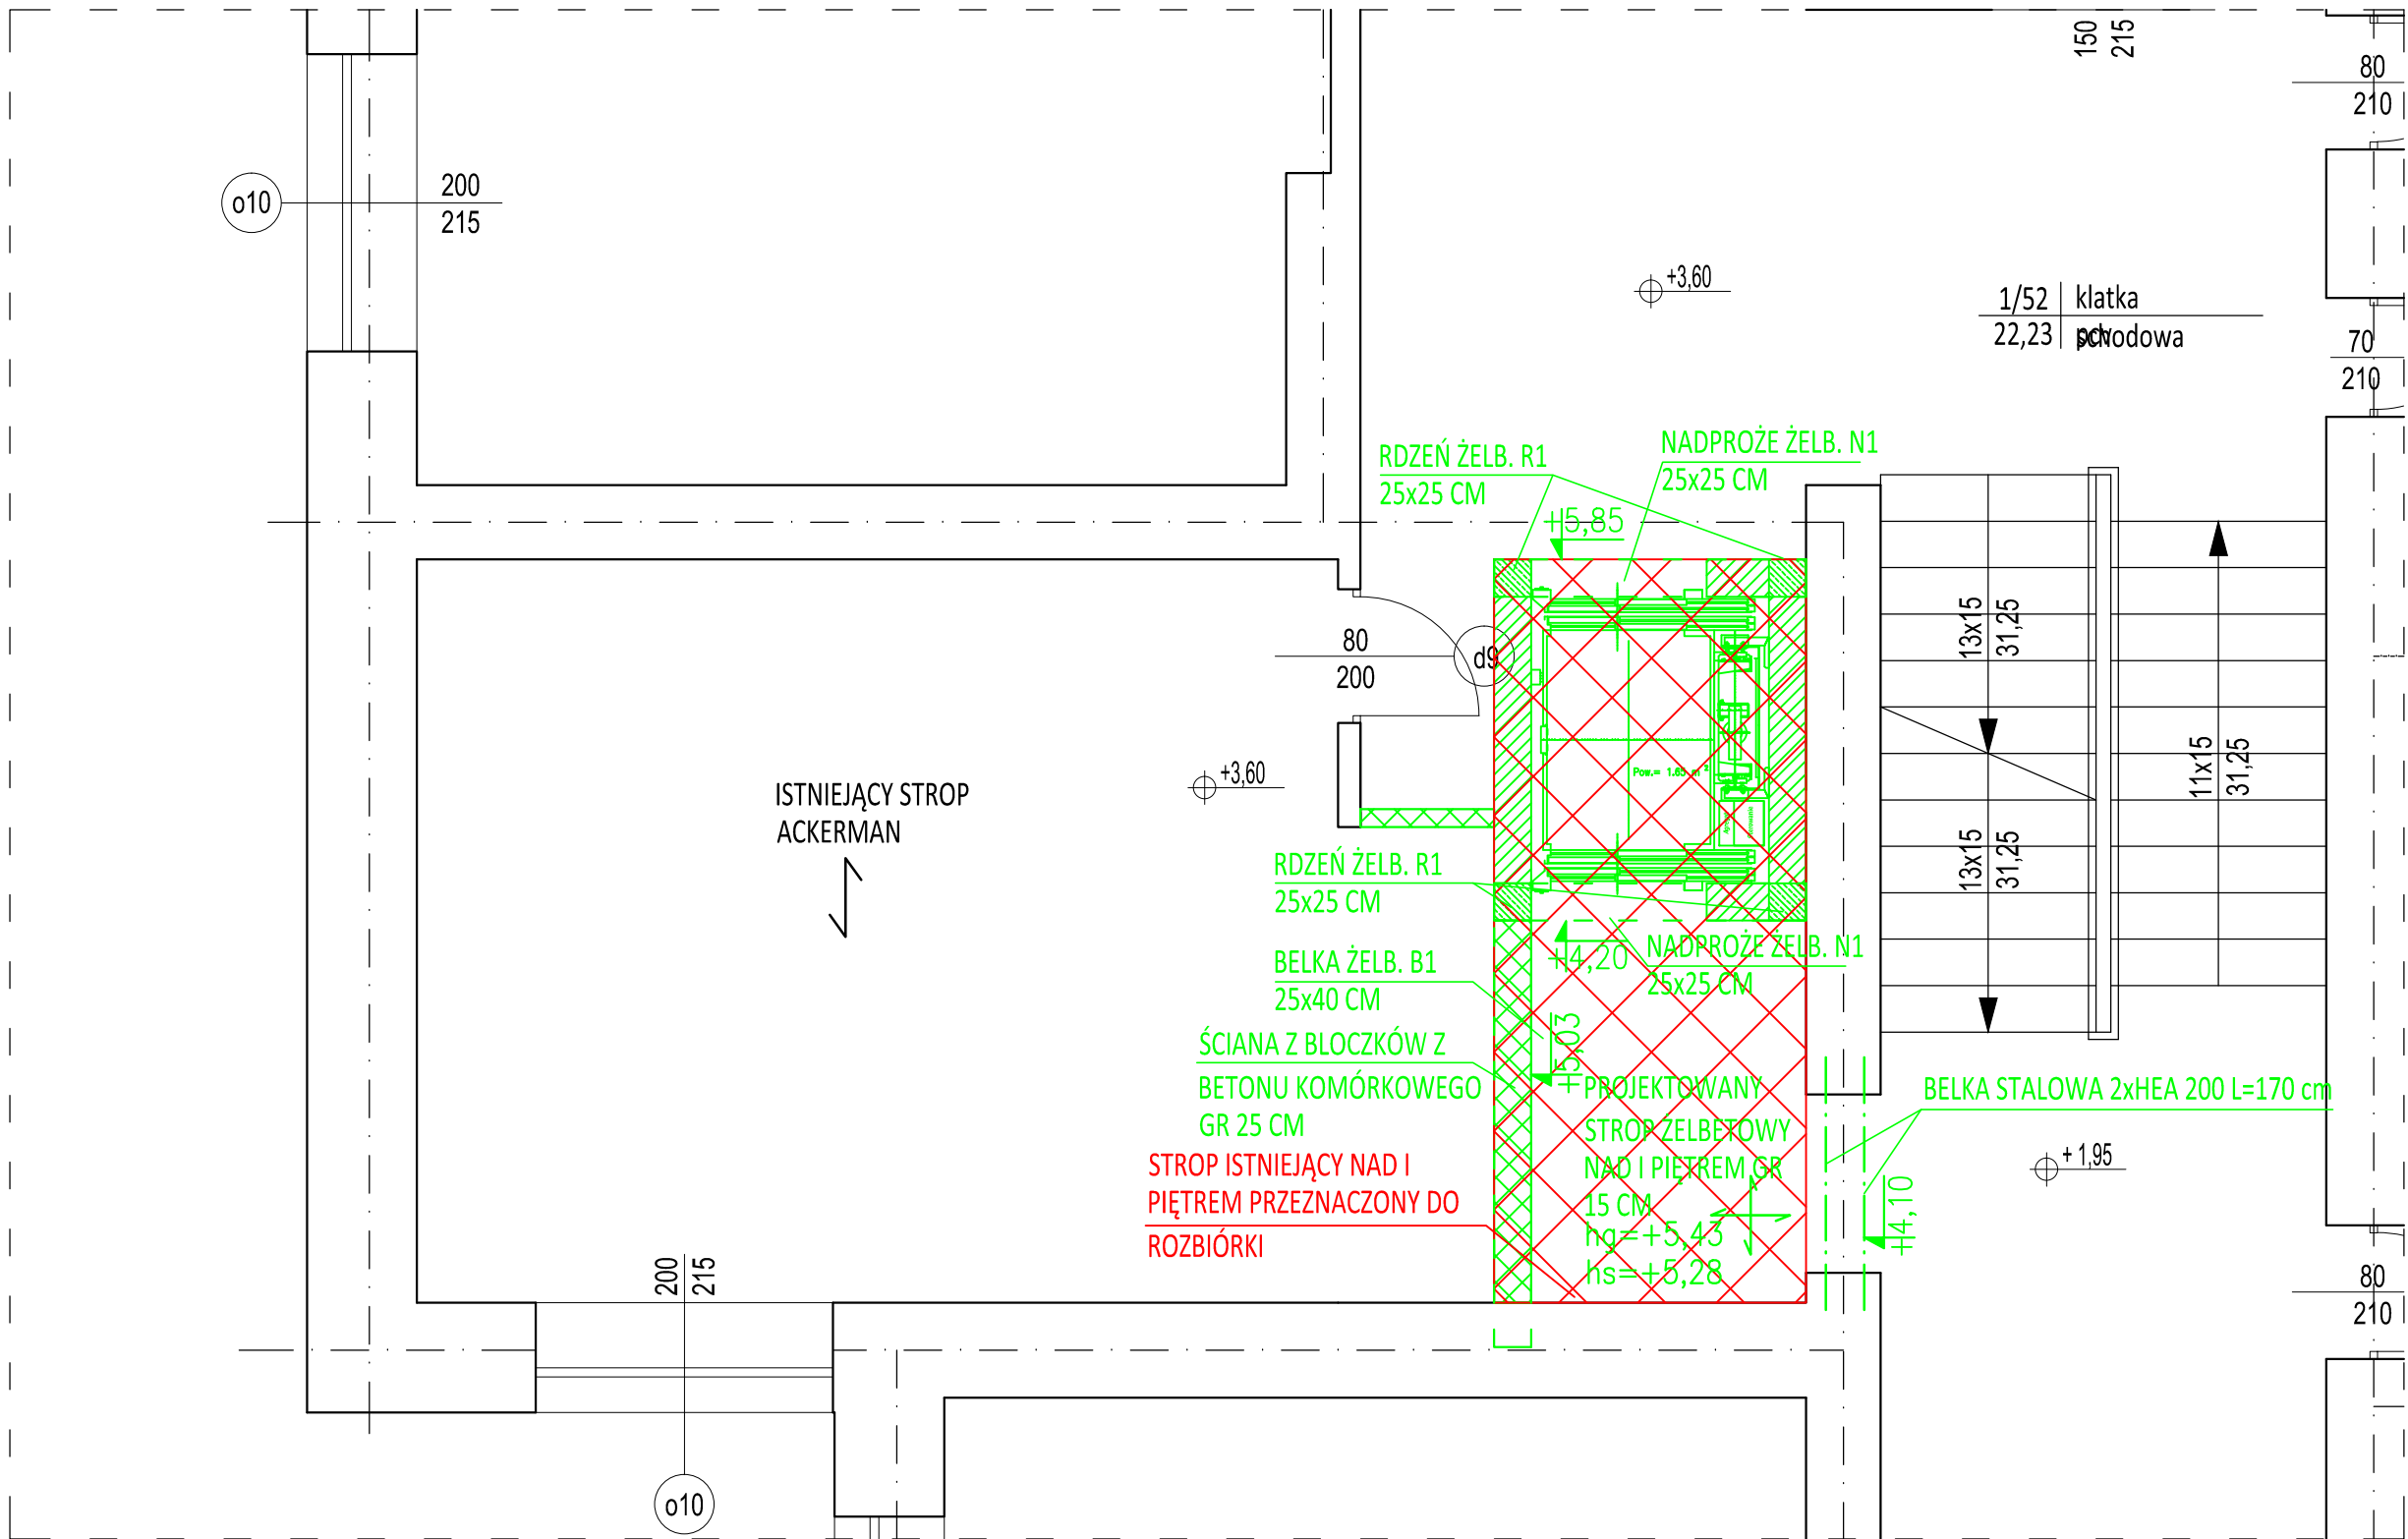 150
215
80
210
o10
200
215
+3,60
1/52
klatka
22,23
schodowa
70
210
RDZEŃ ŻELB. R1
25x25 CM
NADPROŻE ŻELB. N1
25x25 CM
+5,85
80
200
d9
13x15
31,25
11x15
31,25
13x15
31,25
Pow.= 1.65 m²
ISTNIEJĄCY STROP
ACKERMAN
+3,60
RDZEŃ ŻELB. R1
25x25 CM
BELKA ŻELB. B1
25x40 CM
+4,20
NADPROŻE ŻELB. N1
25x25 CM
ŚCIANA Z BLOCZKÓW Z
BETONU KOMÓRKOWEGO
GR 25 CM
+5,03
PROJEKTOWANY
STROP ŻELBETOWY
NAD I PIĘTREM GR
15 CM
hg=+5,43
hs=+5,28
BELKA STALOWA 2xHEA 200 L=170 cm
+ 1,95
+4,10
STROP ISTNIEJĄCY NAD I
PIĘTREM PRZEZNACZONY DO
ROZBIÓRKI
200
215
80
210
o10